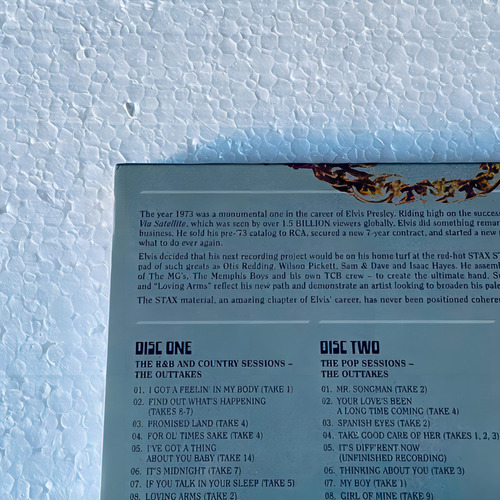 The year 1973 was a monumental one in the career of Elvis Presley. Riding high on the
Via Satellite, which was seen by over 1.5 BILLION viewers globally, Elvis did something
business. He sold his pre-'73 catalog to RCA, secured a new 7-year contract, and started a new
what to do ever again.
Elvis decided that his next recording project would be on his home turf at the red-hot STAX
pad of such greats as Otis Redding, Wilson Pickett, Sam & Dave and Isaac Hayes. He
of The MG's, The Memphis Boys and his own TCB crew – to create the ultimate band.
and "Loving Arms" reflect his new path and demonstrate an artist looking to broaden his
The STAX material, an amazing chapter of Elvis' career, has never been positioned
DISC ONE
THE R&B AND COUNTRY SESSIONS –
THE OUTTAKES
01. I GOT A FEELIN' IN MY BODY (TAKE 1)
02. FIND OUT WHAT'S HAPPENING
(TAKES 8-7)
03. PROMISED LAND (TAKE 4)
04. FOR OL' TIMES SAKE (TAKE 4)
05. I'VE GOT A THING
ABOUT YOU BABY (TAKE 14)
06. IT'S MIDNIGHT (TAKE 7)
07. IF YOU TALK IN YOUR SLEEP (TAKE 5)
08. LOVING ARMS (TAKE 2)
DISC TWO
THE POP SESSIONS –
THE OUTTAKES
01. MR. SONGMAN (TAKE 2)
02. YOUR LOVE'S BEEN
A LONG TIME COMING (TAKE 4)
03. SPANISH EYES (TAKE 2)
04. TAKE GOOD CARE OF HER (TAKES 1, 2, 3)
05. IT'S DIFF'RENT NOW
(UNFINISHED RECORDING)
06. THINKING ABOUT YOU (TAKE 4)
07. MY BOY (TAKE 1)
08. GIRL OF MINE (TAKE 9)